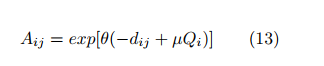 A_{ij} = exp[θ(−d_{ij} + μQ_i)] (13)